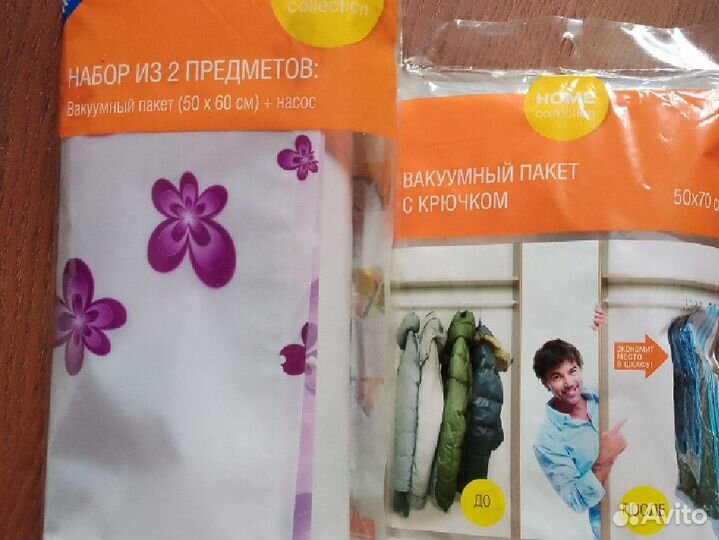 collection
НАБОР ИЗ 2 ПРЕДМЕТОВ:
Вакуумный пакет (50 х 60 см) + насос
HOME
collection
ВАКУУМНЫЙ ПАКЕТ
С КРЮЧКОМ
50x70 с
ЭКОНОМИТ
МЕСТО
В ШКАФУ!
ДО
ПОСЛЕ
Avito